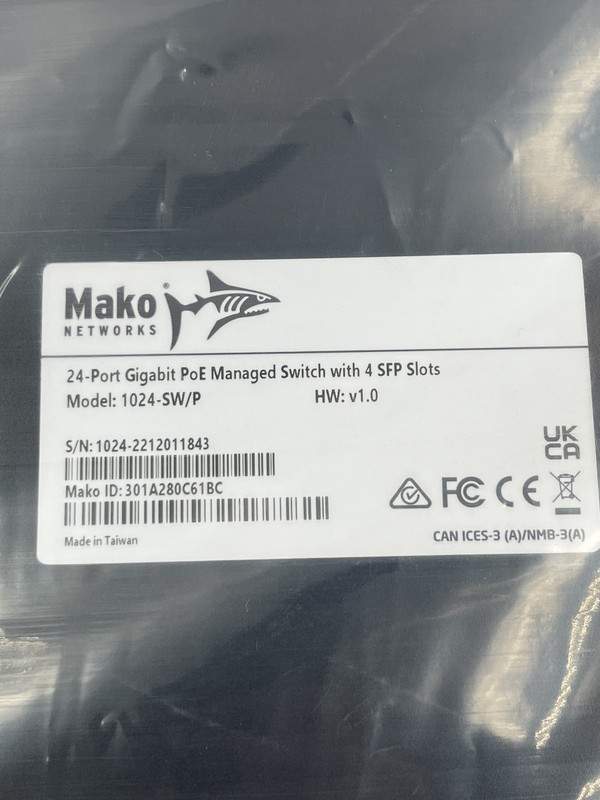 Mako®
NETWORKS
24-Port Gigabit PoE Managed Switch with 4 SFP Slots
Model: 1024-SW/P HW: v1.0
S/N: 1024-2212011843
Mako ID: 301A280C61BC
Made in Taiwan
UK
CA
FC CE
CAN ICES-3 (A)/NMB-3(A)